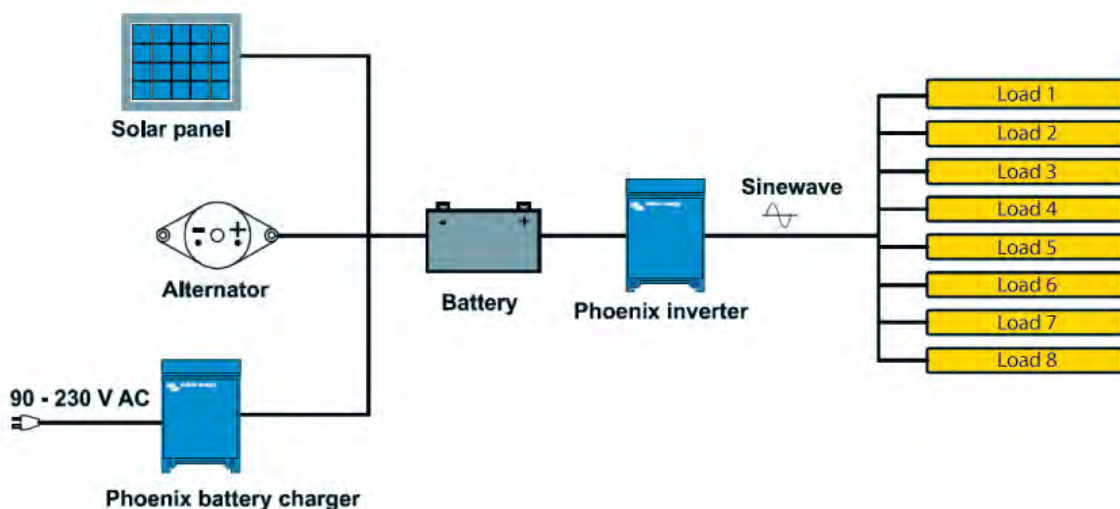 Solar panel
Alternator
90 - 230 V AC
Phoenix battery charger
- +
Battery
- +
Phoenix inverter
Sinewave
Load 1
Load 2
Load 3
Load 4
Load 5
Load 6
Load 7
Load 8